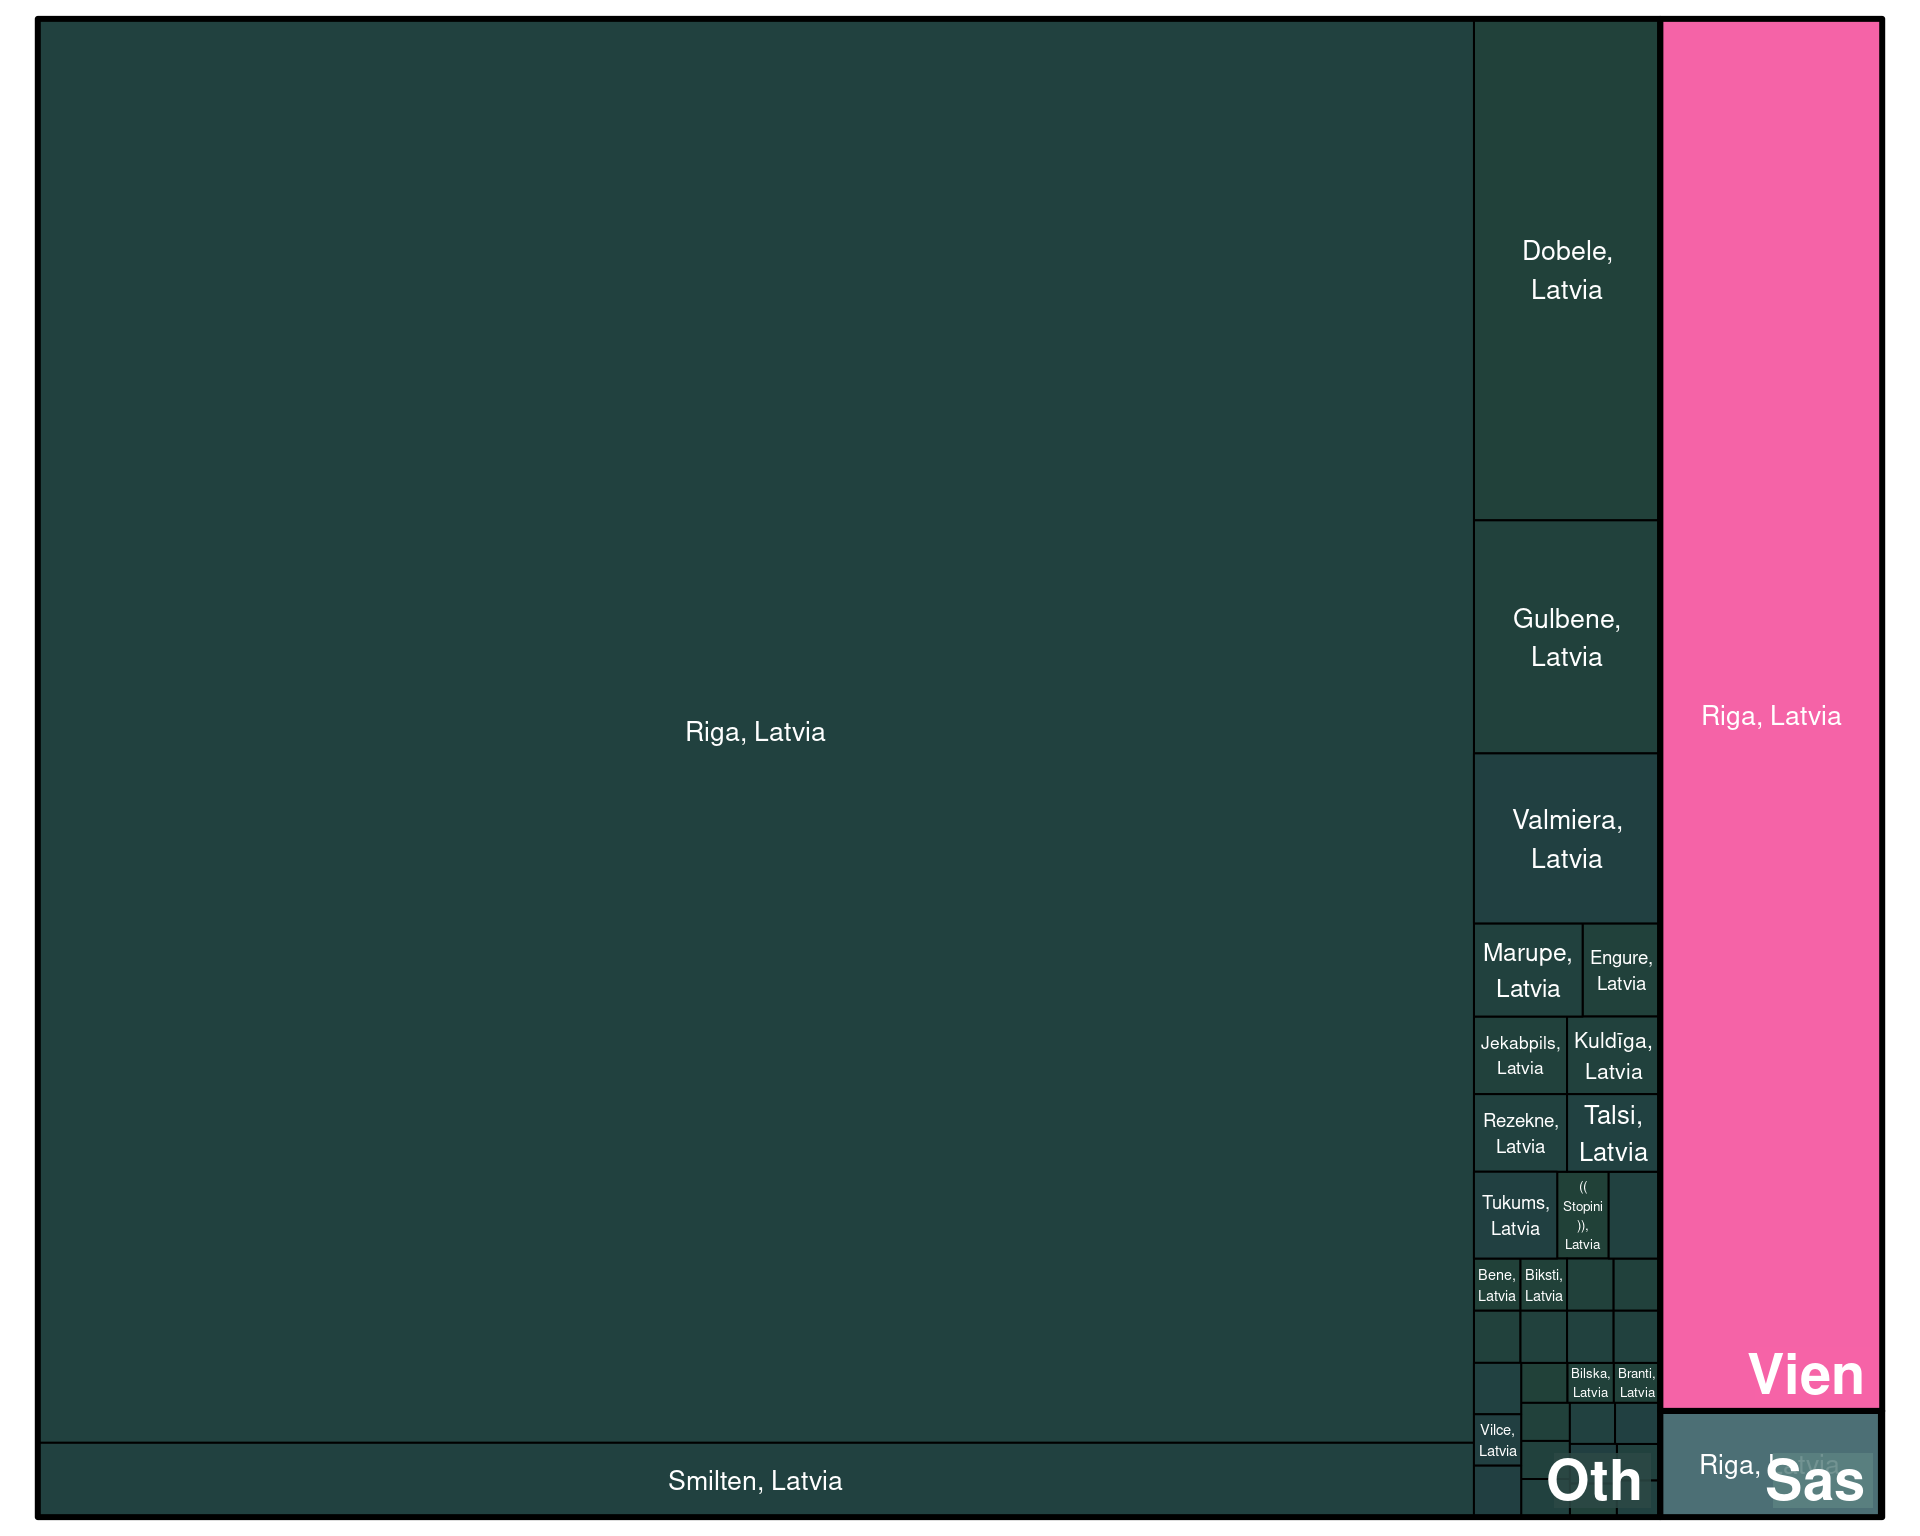 Riga, Latvia
Smilten, Latvia
Dobele,
Latvia
Gulbene,
Latvia
Valmiera,
Latvia
Marupe,
Latvia
Engure,
Latvia
Jekabpils,
Latvia
Kuldīga,
Latvia
Rezekne,
Latvia
Talsi,
Latvia
Tukums,
Latvia
((
Stopini
)),
Latvia
Bene,
Latvia
Biksti,
Latvia
Bilska,
Latvia
Branti,
Latvia
Vilce,
Latvia
Oth
Riga, Latvia
Vien
Riga, Latvia
Sas